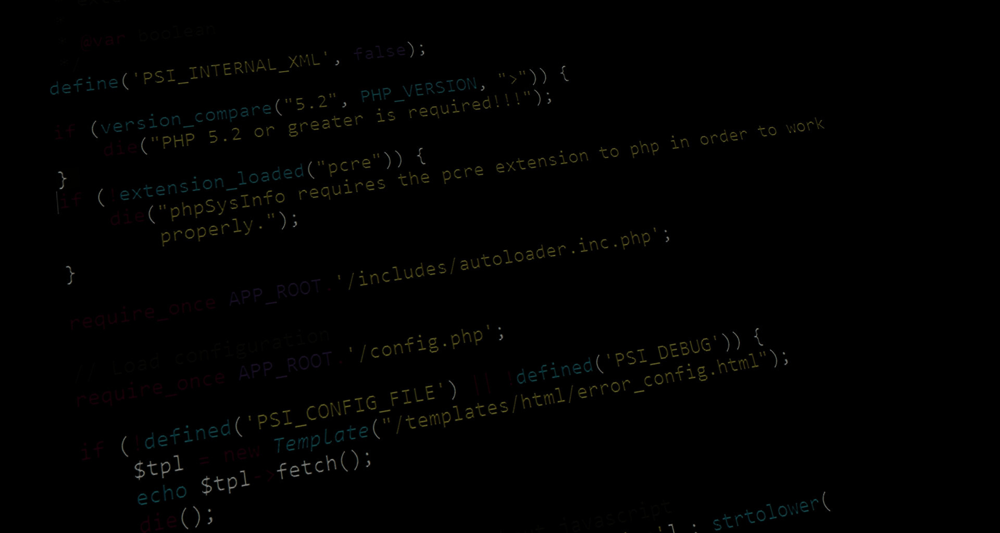 *
* @var boolean
*/
define('PSI_INTERNAL_XML', false);
if (version_compare("5.2", PHP_VERSION, ">")) {
die("PHP 5.2 or greater is required!!!");
}
if (!extension_loaded("pcre")) {
die("phpSysInfo requires the pcre extension to php in order to work
properly.");
}
require_once APP_ROOT.'/includes/autoloader.inc.php';
// Load configuration
require_once APP_ROOT.'/config.php';
if (!defined('PSI_CONFIG_FILE') || !defined('PSI_DEBUG')) {
$tpl = new Template("/templates/html/error_config.html");
echo $tpl->fetch();
die();
javascript
strtolower(